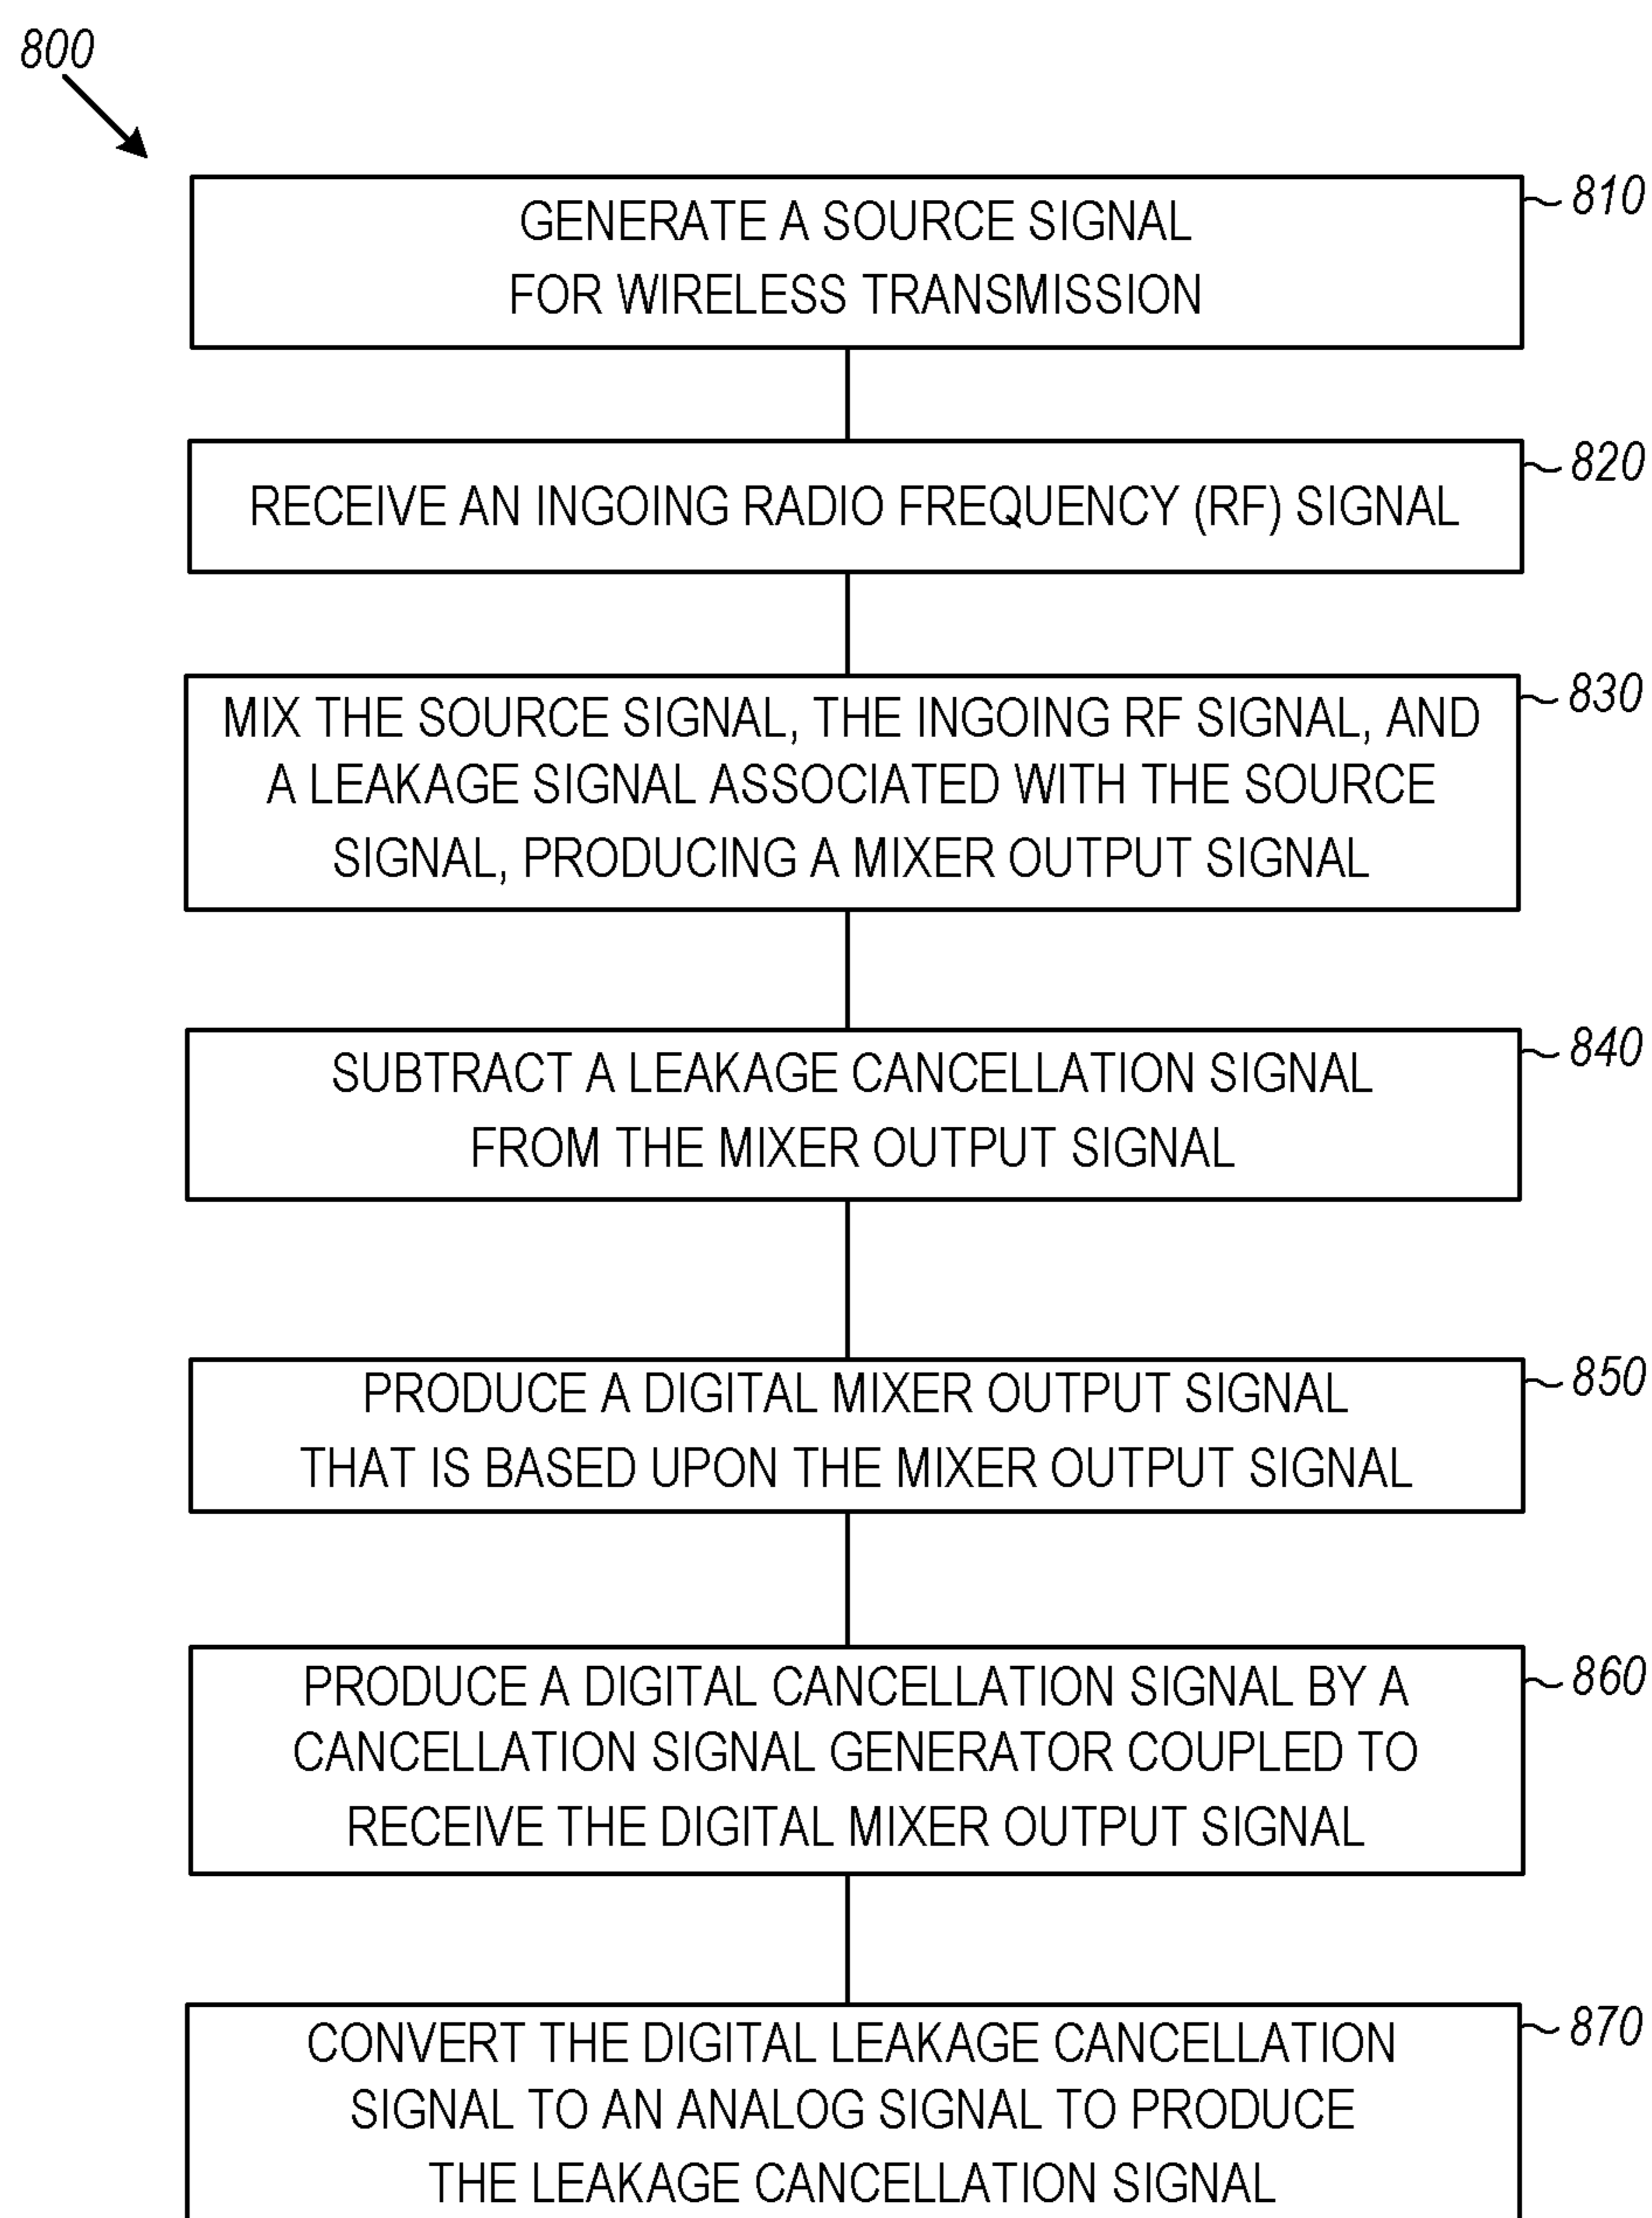 800
GENERATE A SOURCE SIGNAL
FOR WIRELESS TRANSMISSION
810
RECEIVE AN INGOING RADIO FREQUENCY (RF) SIGNAL
820
MIX THE SOURCE SIGNAL, THE INGOING RF SIGNAL, AND
A LEAKAGE SIGNAL ASSOCIATED WITH THE SOURCE
SIGNAL, PRODUCING A MIXER OUTPUT SIGNAL
830
SUBTRACT A LEAKAGE CANCELLATION SIGNAL
FROM THE MIXER OUTPUT SIGNAL
840
PRODUCE A DIGITAL MIXER OUTPUT SIGNAL
THAT IS BASED UPON THE MIXER OUTPUT SIGNAL
850
PRODUCE A DIGITAL CANCELLATION SIGNAL BY A
CANCELLATION SIGNAL GENERATOR COUPLED TO
RECEIVE THE DIGITAL MIXER OUTPUT SIGNAL
860
CONVERT THE DIGITAL LEAKAGE CANCELLATION
SIGNAL TO AN ANALOG SIGNAL TO PRODUCE
THE LEAKAGE CANCELLATION SIGNAL
870